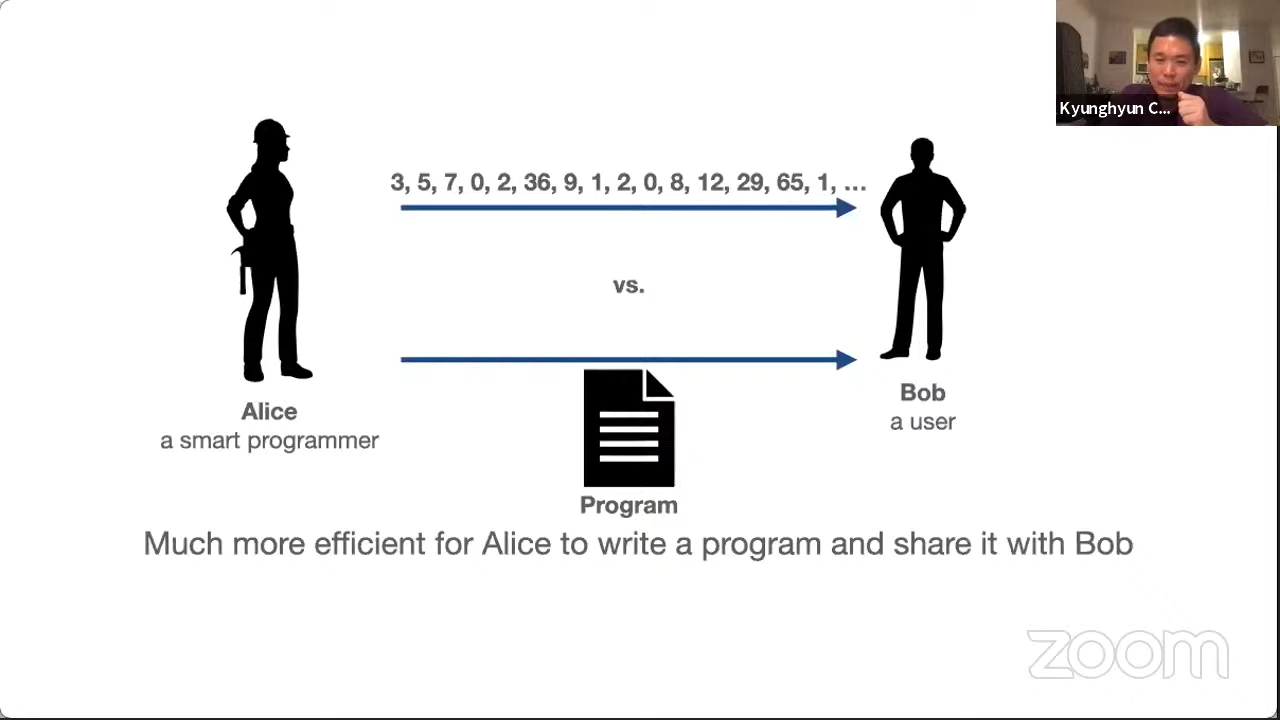 Kyunghyun C...
3, 5, 7, 0, 2, 36, 9, 1, 2, 0, 8, 12, 29, 65, 1, ...
vs.
Alice
a smart programmer
Bob
a user
Program
Much more efficient for Alice to write a program and share it with Bob
zoom